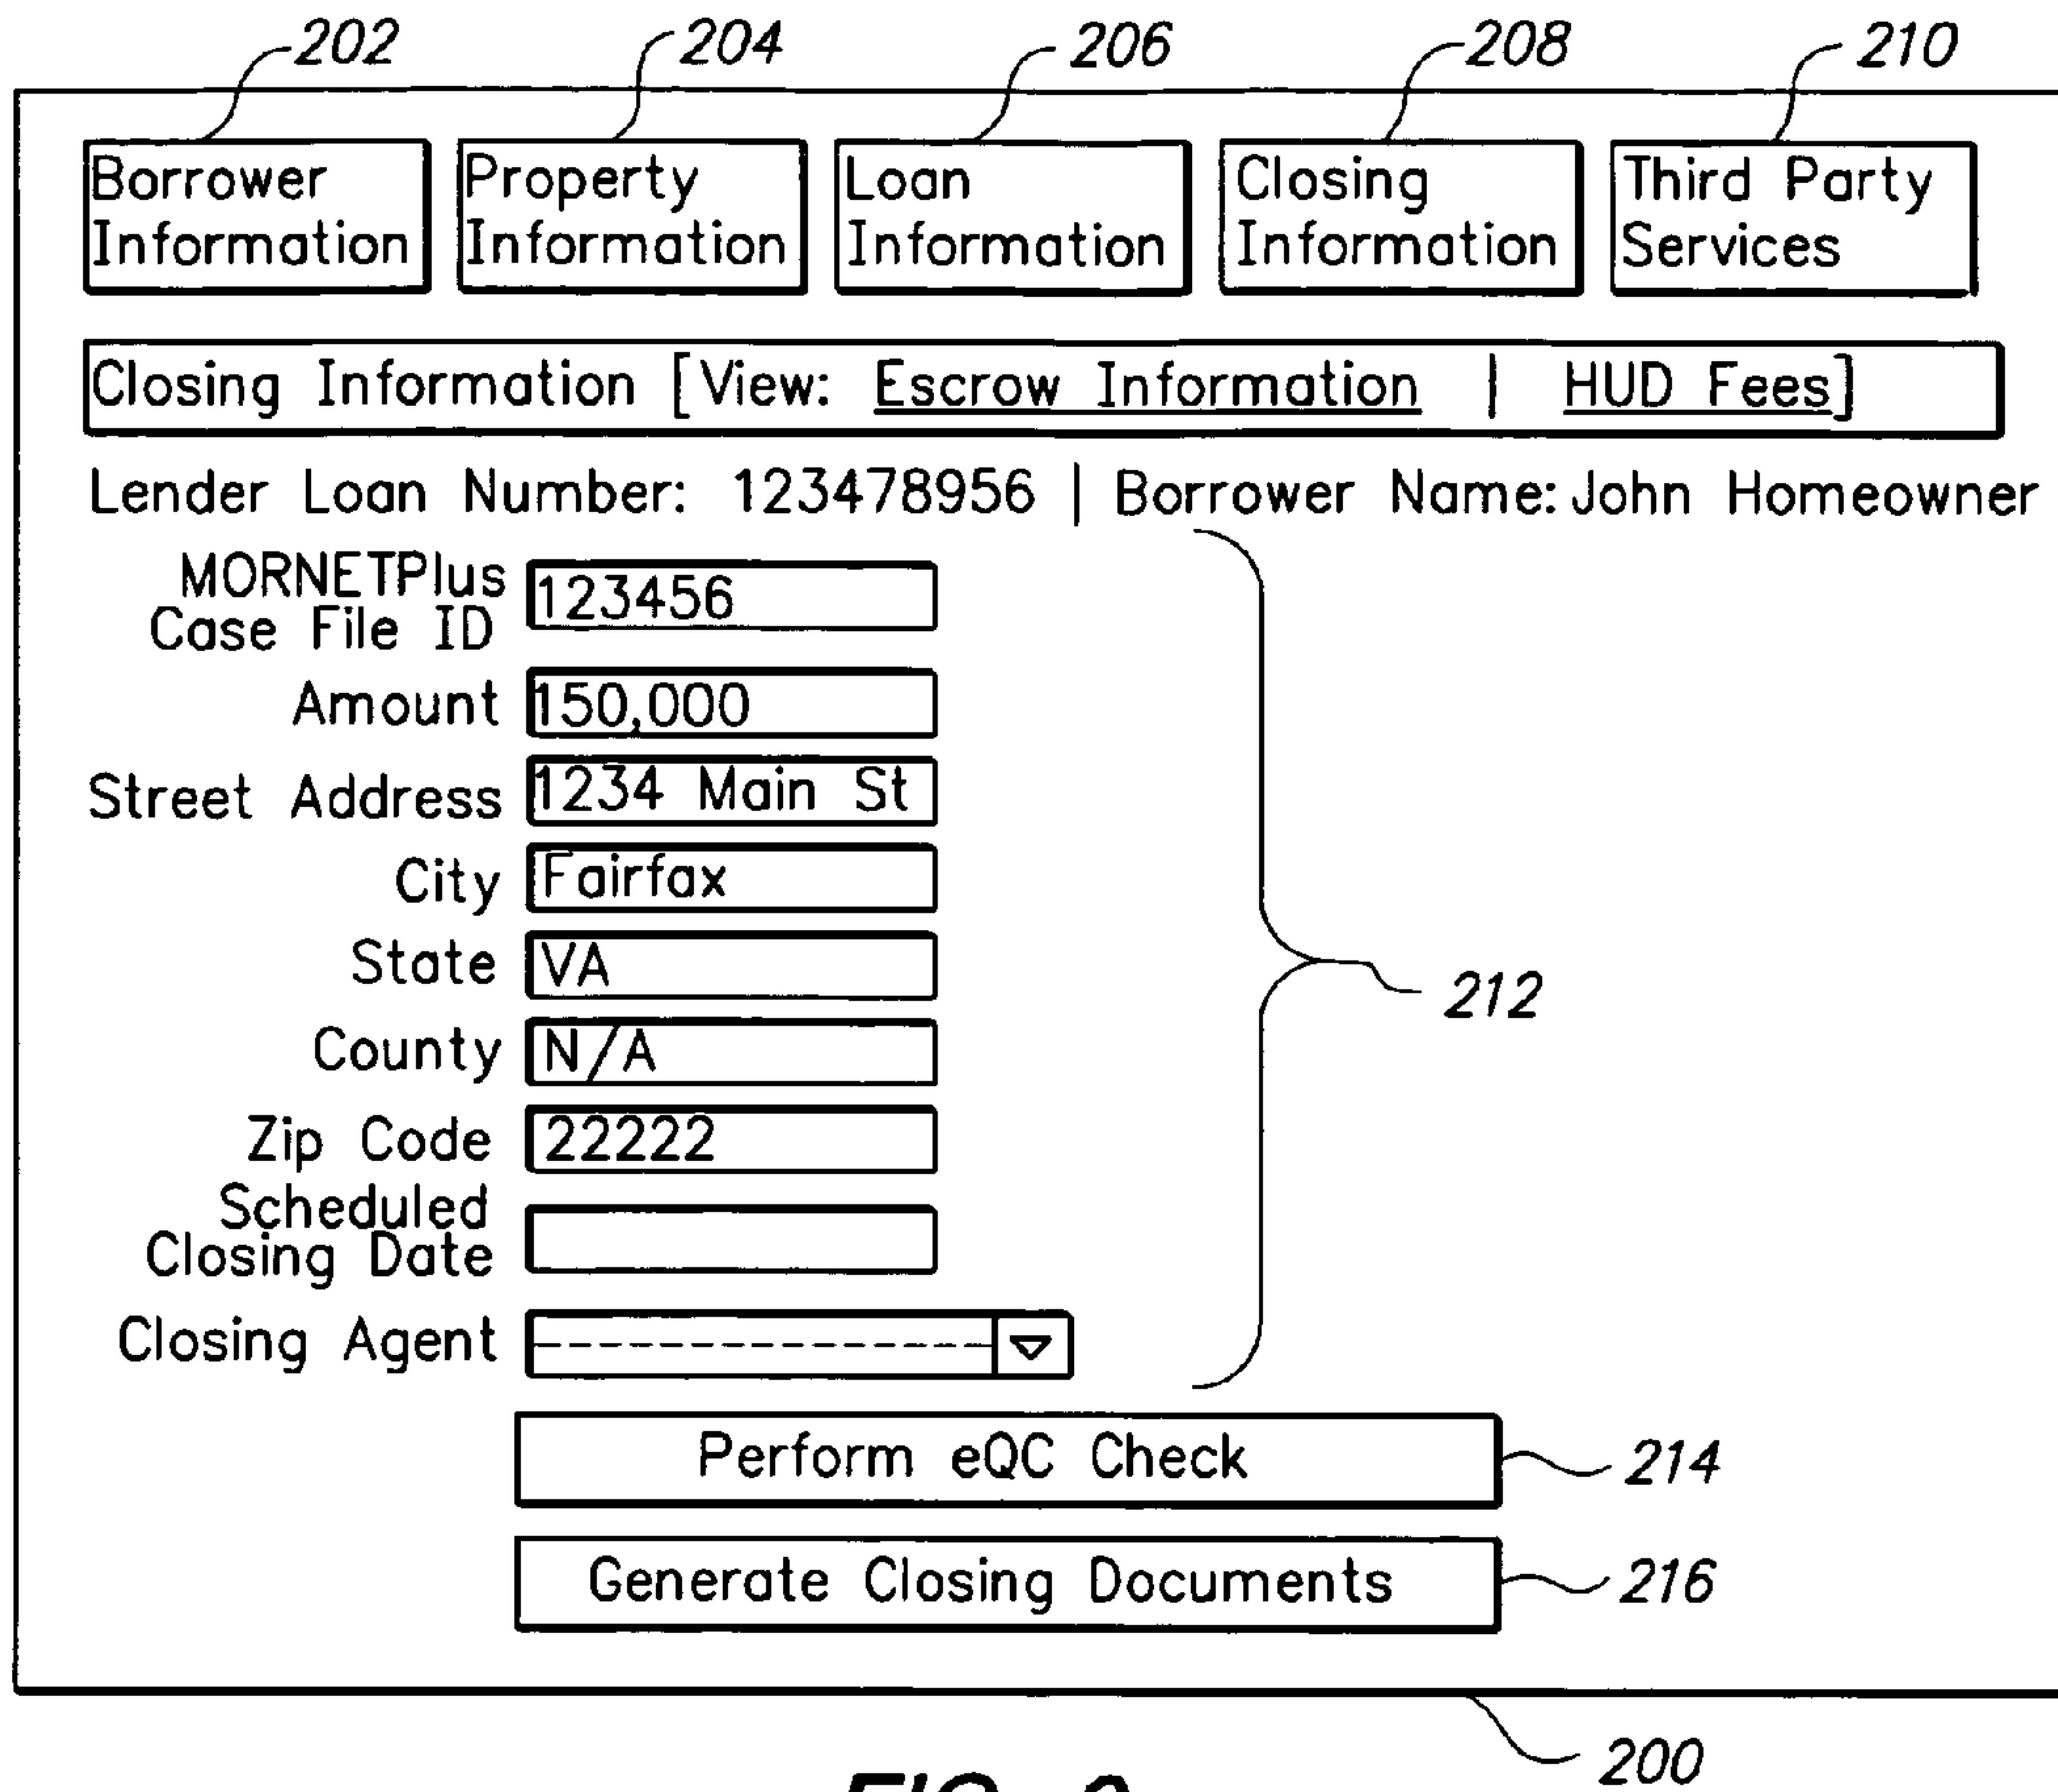 202 204 206 208 210
Borrower Information
Property Information
Loan Information
Closing Information
Third Party Services
Closing Information [View: Escrow Information | HUD Fees]
Lender Loan Number: 123478956 | Borrower Name: John Homeowner
MORNETPlus
Case File ID 123456
Amount 150,000
Street Address 1234 Main St
City Fairfax
State VA
212
County N/A
Zip Code 22222
Scheduled
Closing Date
Closing Agent
Perform eQC Check 214
Generate Closing Documents 216
200